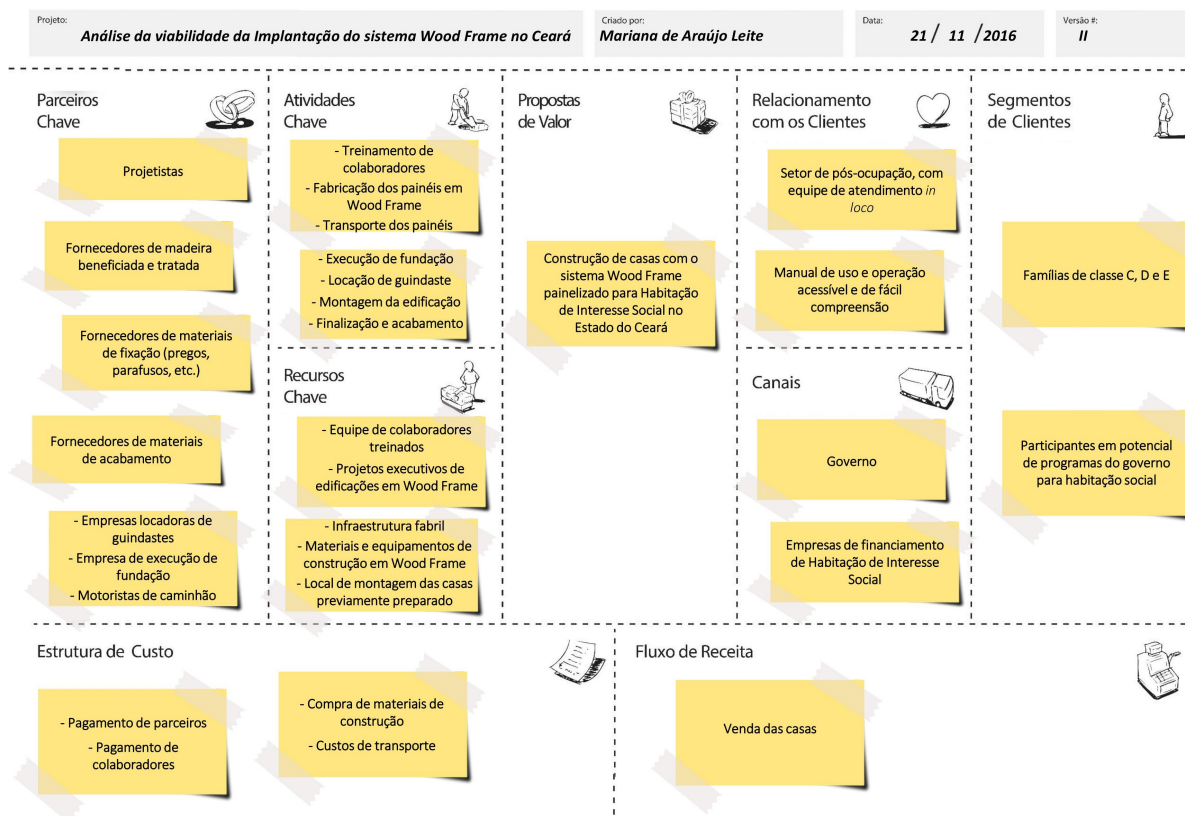 Projeto:
Análise da viabilidade da Implantação do sistema Wood Frame no Ceará
Criado por:
Mariana de Araújo Leite
Data:
21 / 11 /2016
Versão #:
II
Parceiros
Chave
Projetistas
Fornecedores de madeira
beneficiada e tratada
Fornecedores de materiais
de fixação (pregos,
parafusos, etc.)
Fornecedores de materiais
de acabamento
- Empresas locadoras de
guindastes
- Empresa de execução de
fundação
- Motoristas de caminhão
Atividades
Chave
- Treinamento de
colaboradores
- Fabricação dos painéis em
Wood Frame
- Transporte dos painéis
- Execução de fundação
- Locação de guindaste
- Montagem da edificação
- Finalização e acabamento
Recursos
Chave
- Equipe de colaboradores
treinados
- Projetos executivos de
edificações em Wood Frame
- Infraestrutura fabril
- Materiais e equipamentos de
construção em Wood Frame
- Local de montagem das casas
previamente preparado
Propostas
de Valor
Construção de casas com o
sistema Wood Frame
painelizado para Habitação
de Interesse Social no
Estado do Ceará
Relacionamento
com os Clientes
Setor de pós-ocupação, com
equipe de atendimento in
loco
Manual de uso e operação
acessível e de fácil
compreensão
Canais
Governo
Empresas de financiamento
de Habitação de Interesse
Social
Segmentos
de Clientes
Famílias de classe C, D e E
Participantes em potencial
de programas do governo
para habitação social
Estrutura de Custo
- Pagamento de parceiros
- Pagamento de
colaboradores
- Compra de materiais de
construção
- Custos de transporte
Fluxo de Receita
Venda das casas